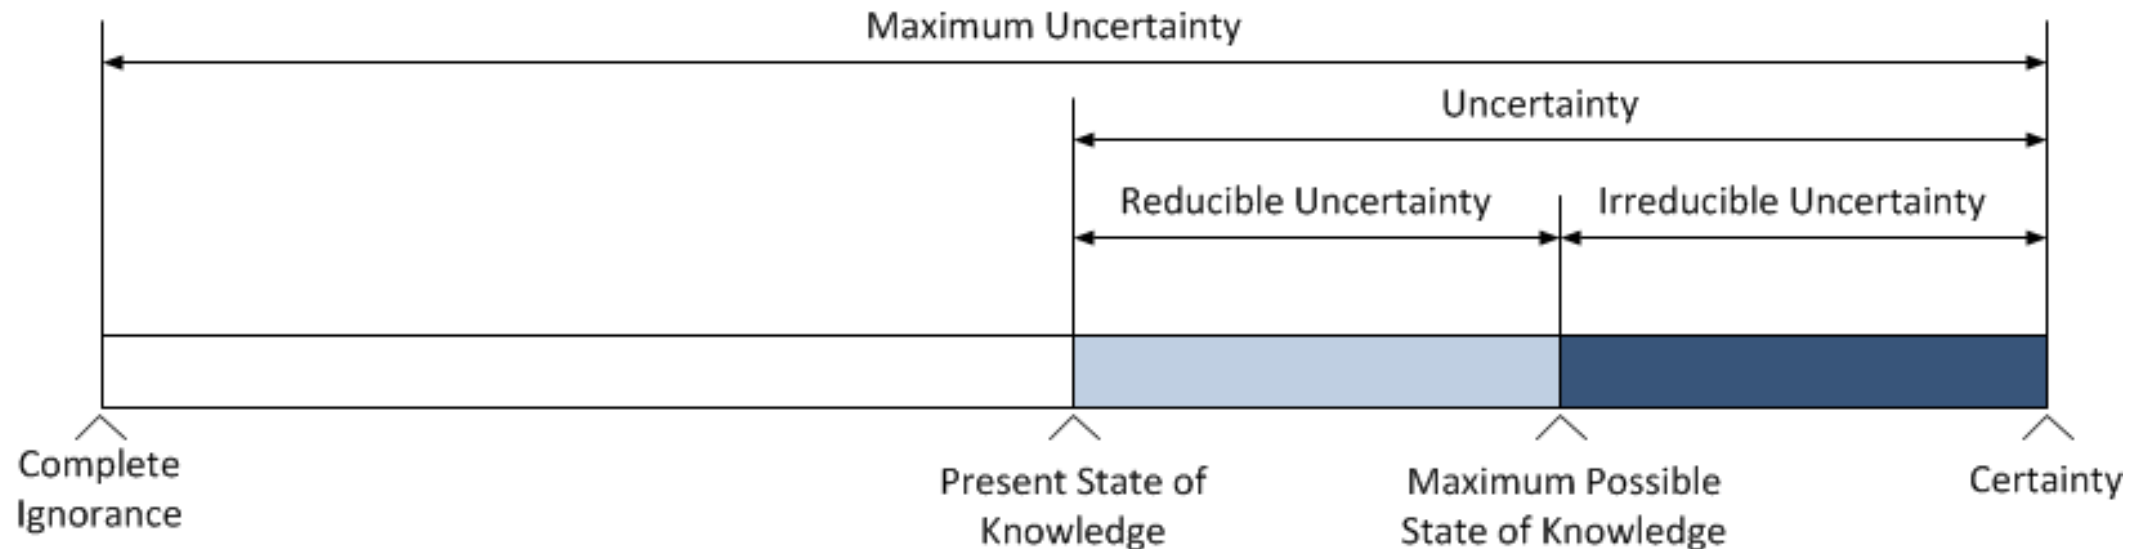 Maximum Uncertainty
Uncertainty
Reducible Uncertainty
Irreducible Uncertainty
Complete
Ignorance
Present State of
Knowledge
Maximum Possible
State of Knowledge
Certainty